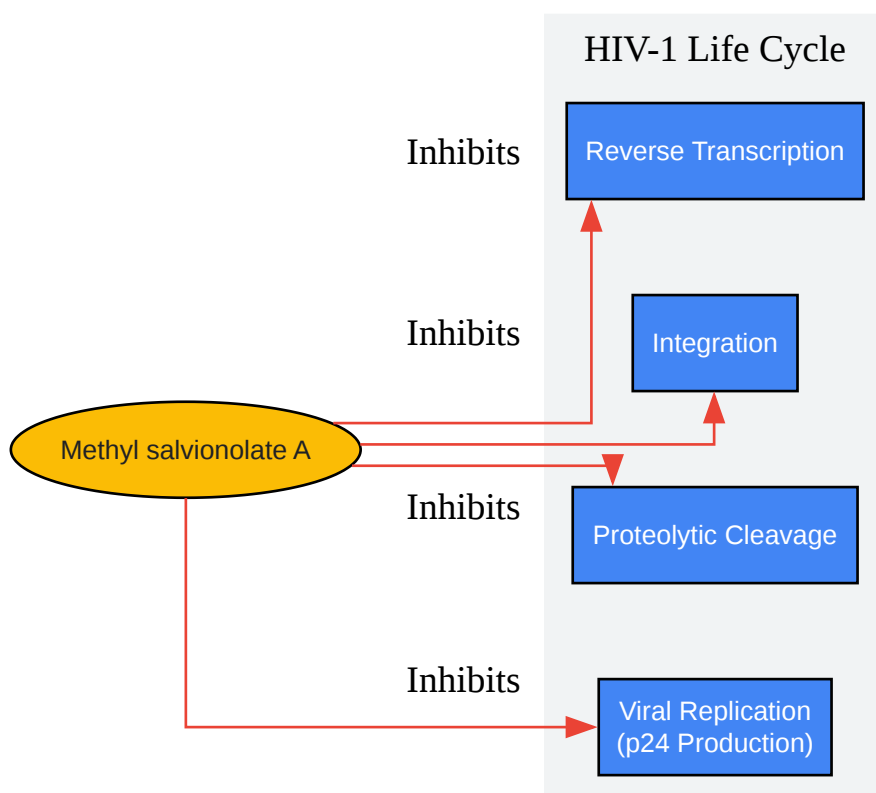 HIV-1 Life Cycle
Inhibits
Reverse Transcription
Inhibits
Integration
Methyl salvionolate A
Inhibits
Proteolytic Cleavage
Inhibits
Viral Replication
(p24 Production)